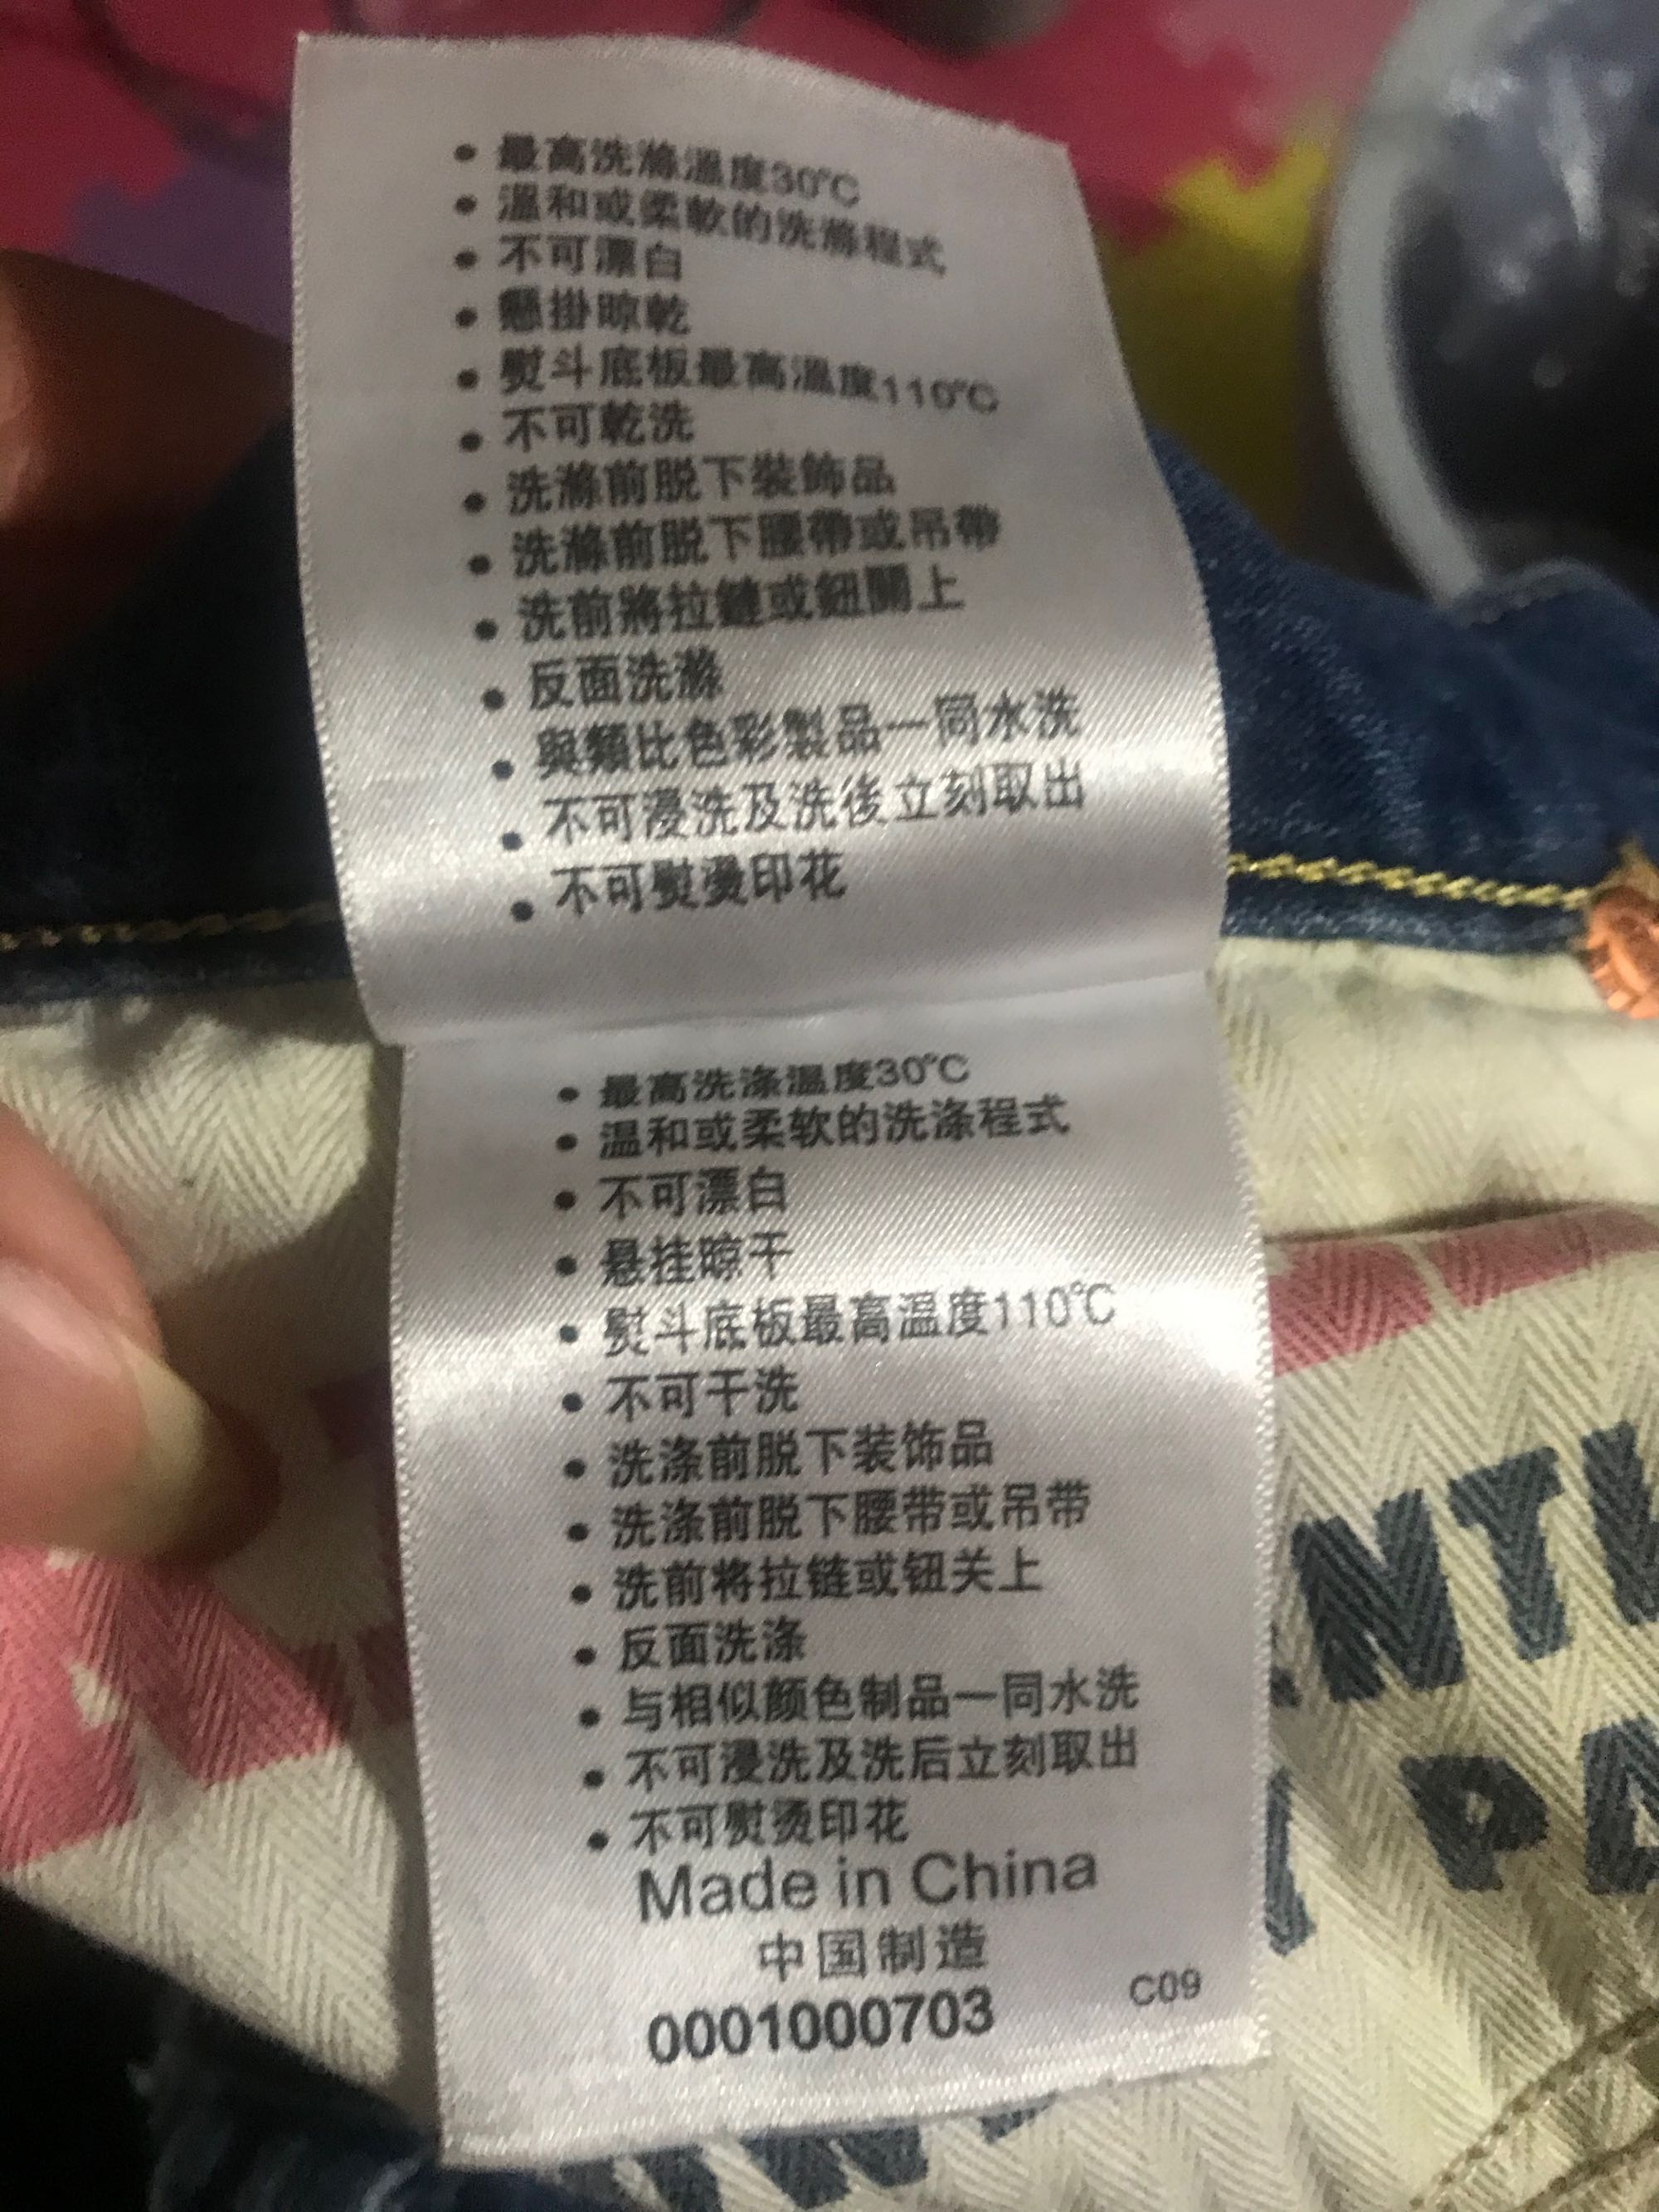 • 最高洗滌溫度30℃
• 溫和或柔軟的洗滌程式
• 不可漂白
• 懸掛晾乾
• 熨斗底板最高溫度110℃
• 不可乾洗
• 洗滌前脱下裝飾品
• 洗滌前脱下腰帶或吊帶
• 洗前將拉鏈或鈕關上
• 反面洗滌
• 與類比色彩製品一同水洗
• 不可浸洗及洗後立刻取出
• 不可熨燙印花
• 最高洗涤温度30℃
• 温和或柔软的洗涤程式
• 不可漂白
• 悬挂晾干
• 熨斗底板最高温度110℃
• 不可干洗
• 洗涤前脱下装饰品
• 洗涤前脱下腰带或吊带
• 洗前将拉链或钮关上
• 反面洗涤
• 与相似颜色制品一同水洗
• 不可浸洗及洗后立刻取出
• 不可熨烫印花
Made in China
中国制造
0001000703
C09